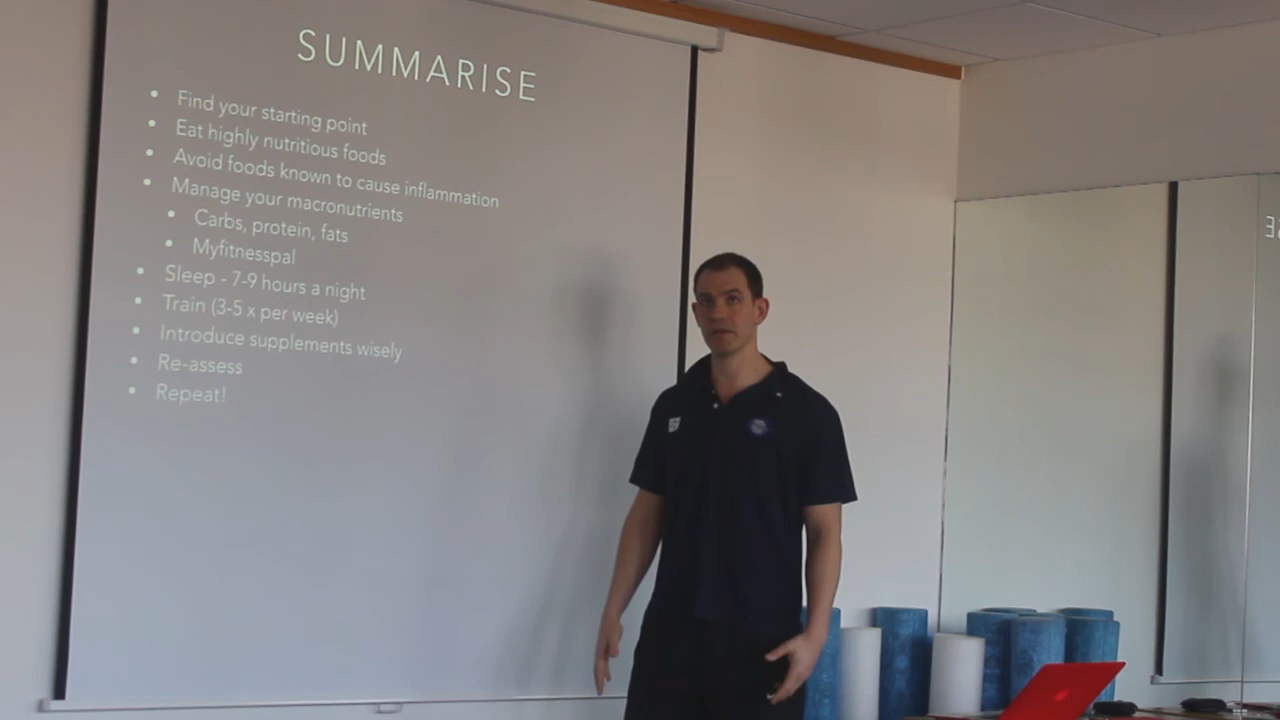 SUMMARISE
• Find your starting point
• Eat highly nutritious foods
• Avoid foods known to cause inflammation
• Manage your macronutrients
• Carbs, protein, fats
• Myfitnesspal
• Sleep - 7-9 hours a night
• Train (3-5 x per week)
• Introduce supplements wisely
• Re-assess
• Repeat!